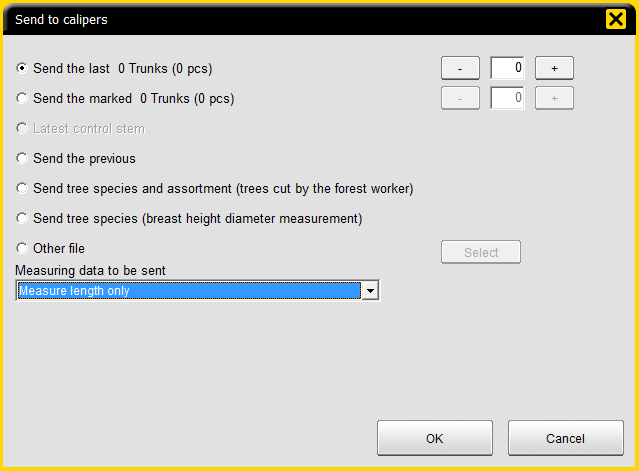 Send to calipers
Send the last 0 Trunks (0 pcs) - 0 +
Send the marked 0 Trunks (0 pcs) - 0 +
Latest control stem
Send the previous
Send tree species and assortment (trees cut by the forest worker)
Send tree species (breast height diameter measurement)
Other file Select
Measuring data to be sent
Measure length only
OK Cancel